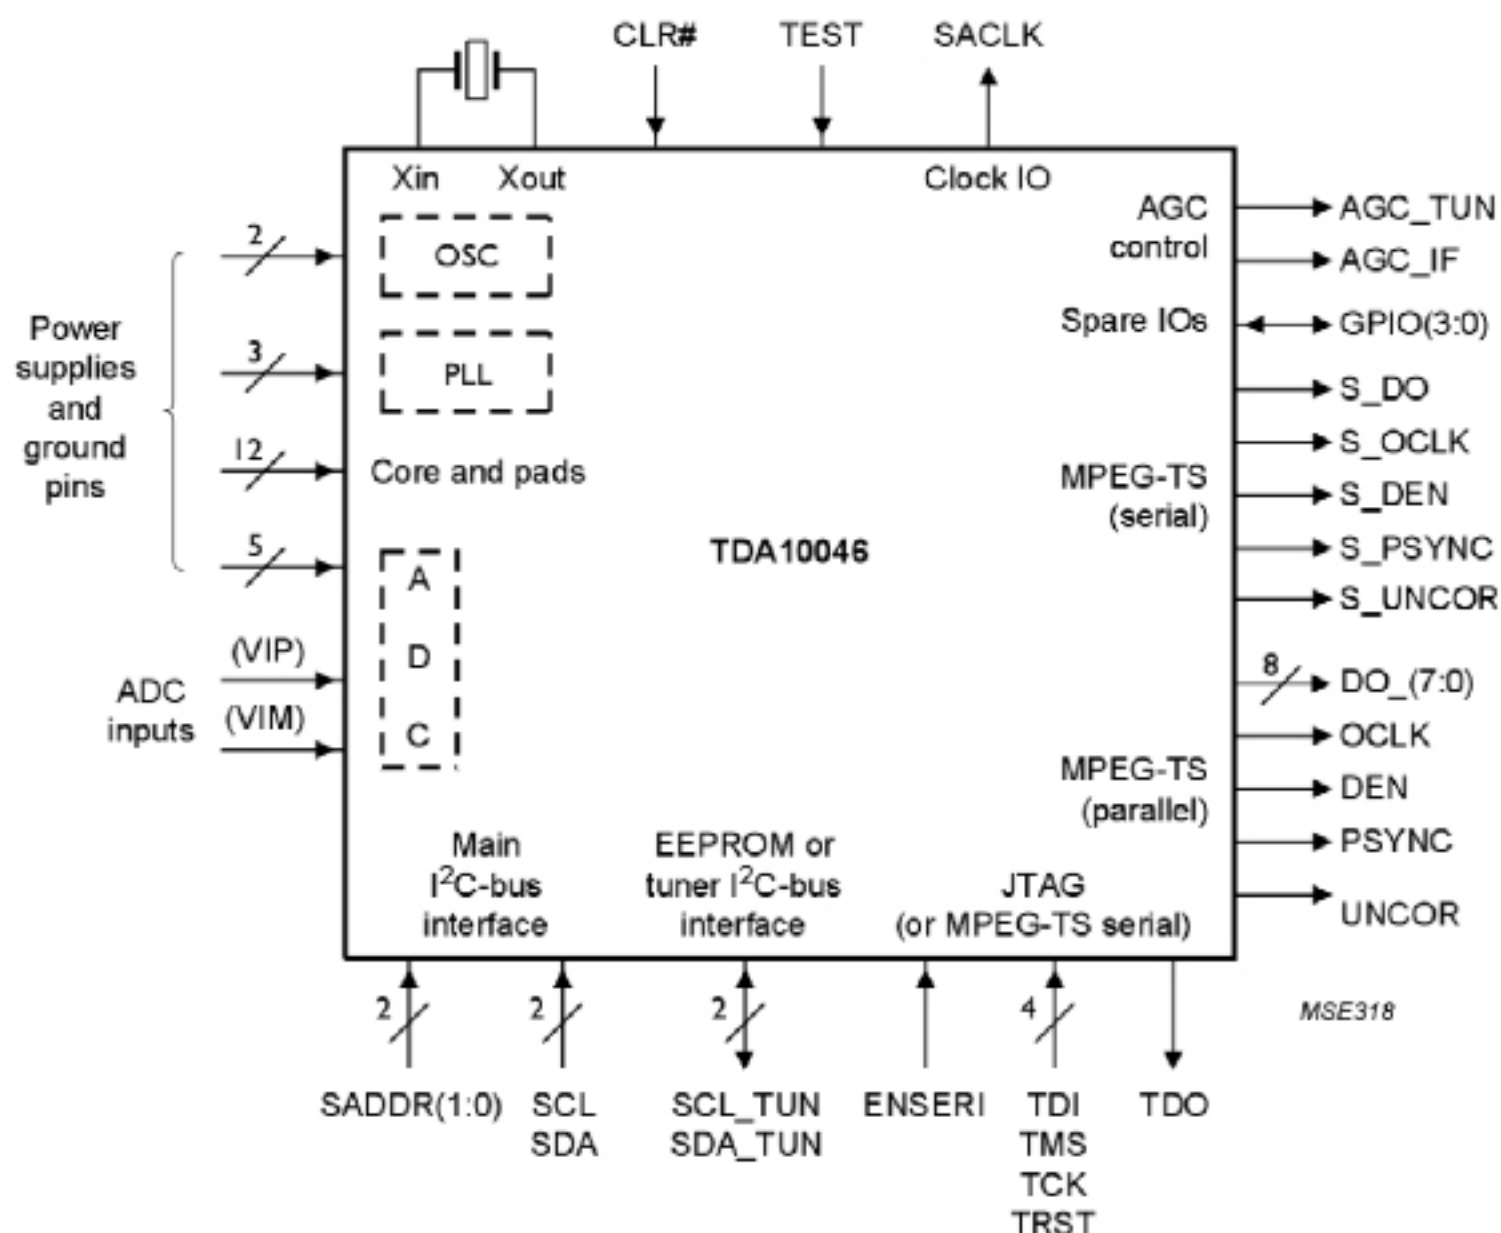 CLR#
TEST
SACLK
Xin
Xout
Clock IO
OSC
PLL
Core and pads
A
D
C
TDA10046
AGC
control
Spare IOs
MPEG-TS
(serial)
MPEG-TS
(parallel)
Main
I²C-bus
interface
EEPROM or
tuner I²C-bus
interface
JTAG
(or MPEG-TS serial)
Power
supplies
and
ground
pins
2
3
12
5
ADC
inputs
(VIP)
(VIM)
AGC_TUN
AGC_IF
GPIO(3:0)
S_DO
S_OCLK
S_DEN
S_PSYNC
S_UNCOR
8
DO_(7:0)
OCLK
DEN
PSYNC
UNCOR
2
2
2
4
MSE318
SADDR(1:0)
SCL
SDA
SCL_TUN
SDA_TUN
ENSERI
TDI
TMS
TCK
TRST
TDO